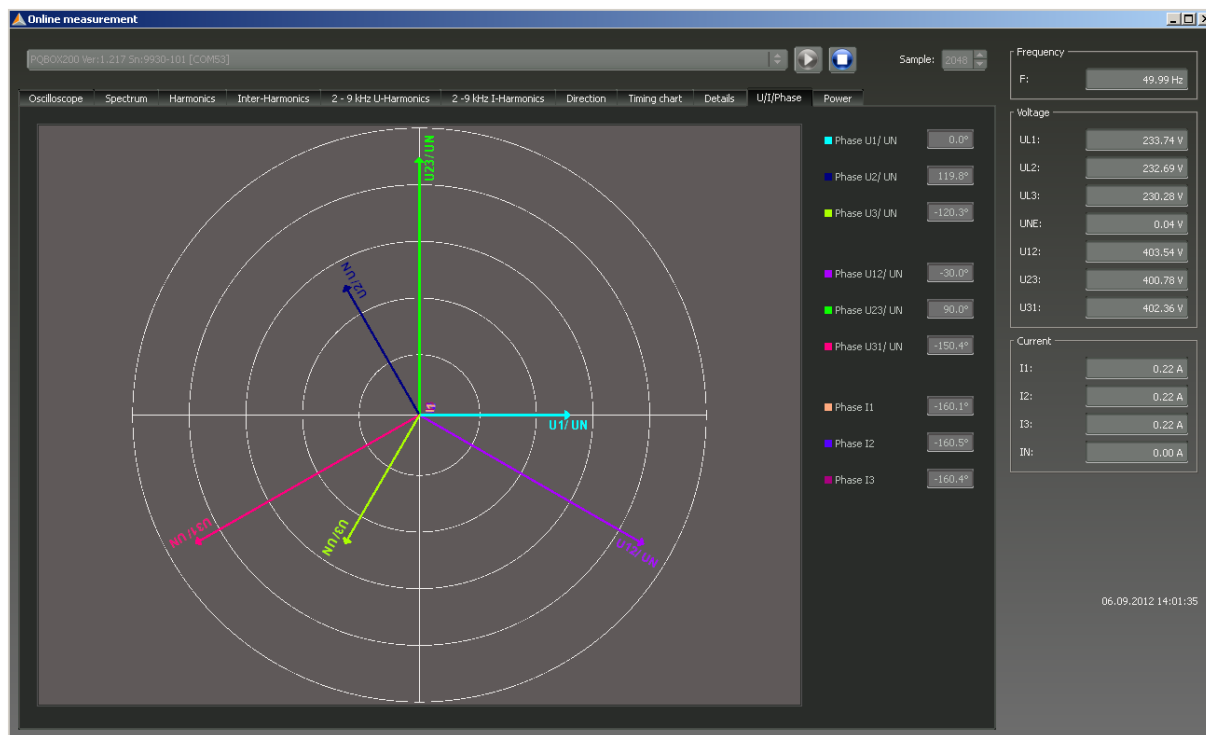 Online measurement
PQBOX200 Ver:1.217 Sn:9930-101 [COM53]
Sample: 2048
Oscilloscope Spectrum Harmonics Inter-Harmonics 2 - 9 kHz U-Harmonics 2 -9 kHz I-Harmonics Direction Timing chart Details U/I/Phase Power
U23/ UN
U2/ UN
U1/ UN
U3/ UN
U31/ UN
U12/ UN
Phase U1/ UN 0.0°
Phase U2/ UN 119.8°
Phase U3/ UN -120.3°
Phase U12/ UN -30.0°
Phase U23/ UN 90.0°
Phase U31/ UN -150.4°
Phase I1 -160.1°
Phase I2 -160.5°
Phase I3 -160.4°
Frequency
F: 49.99 Hz
Voltage
UL1: 233.74 V
UL2: 232.69 V
UL3: 230.28 V
UNE: 0.04 V
U12: 403.54 V
U23: 400.78 V
U31: 402.36 V
Current
I1: 0.22 A
I2: 0.22 A
I3: 0.22 A
IN: 0.00 A
06.09.2012 14:01:35